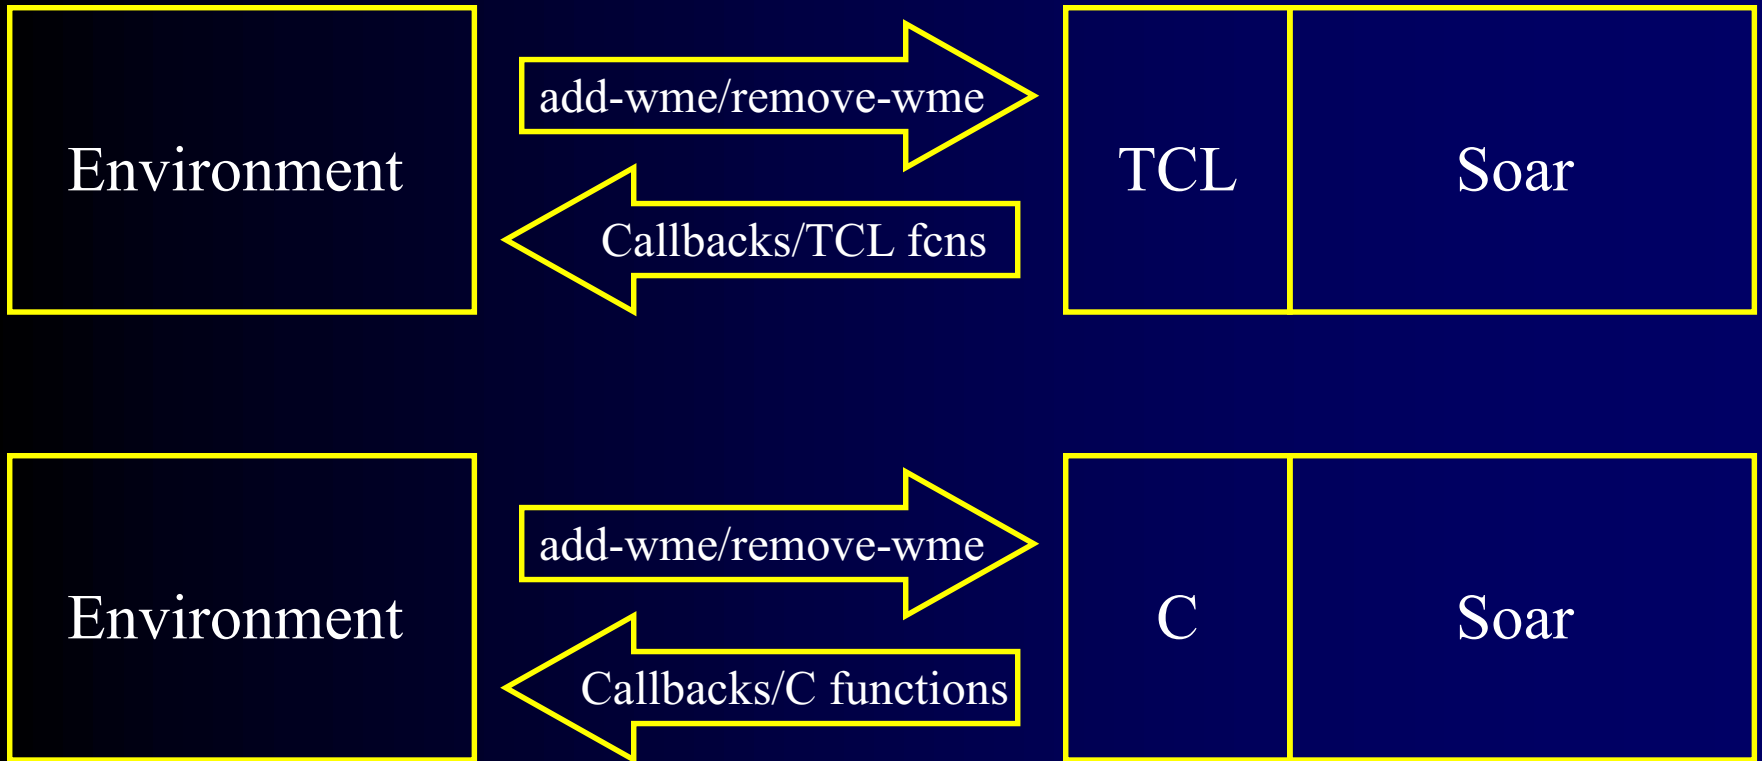 Environment
add-wme/remove-wme
Callbacks/TCL fcns
TCL
Soar
Environment
add-wme/remove-wme
Callbacks/C functions
C
Soar